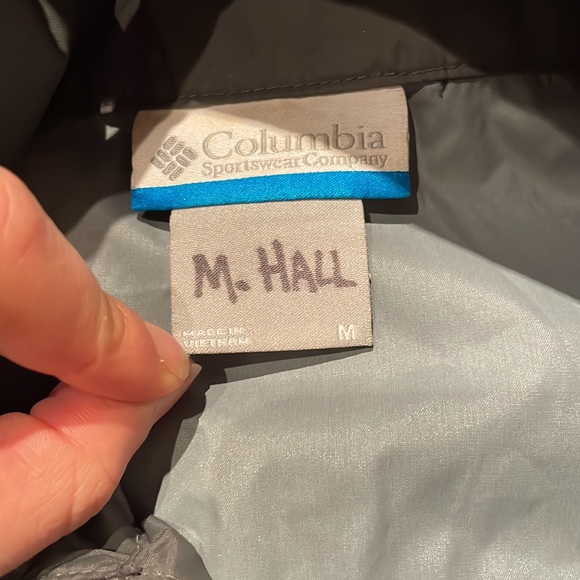 Columbia
Sportswear Company
M. HALL
MADE IN
VIETNAM
M